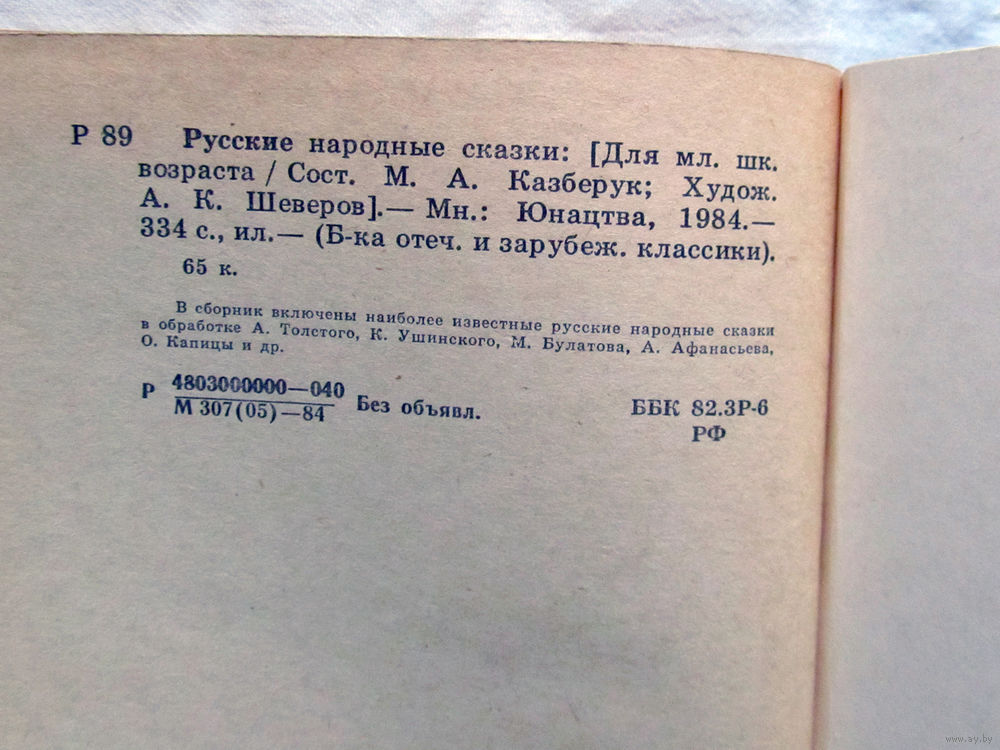 Р 89 Русские народные сказки: [Для мл. шк.
возраста / Сост. М. А. Казберук; Худож.
А. К. Шеверов].— Мн.: Юнацтва, 1984.—
334 с., ил.— (Б-ка отеч. и зарубеж. классики).
65 к.
В сборник включены наиболее известные русские народные сказки
в обработке А. Толстого, К. Ушинского, М. Булатова, А. Афанасьева,
О. Капицы и др.
Р 4803000000—040
М 307(05)—84 Без объявл.
ББК 82.3Р-6
РФ
www.ay.by